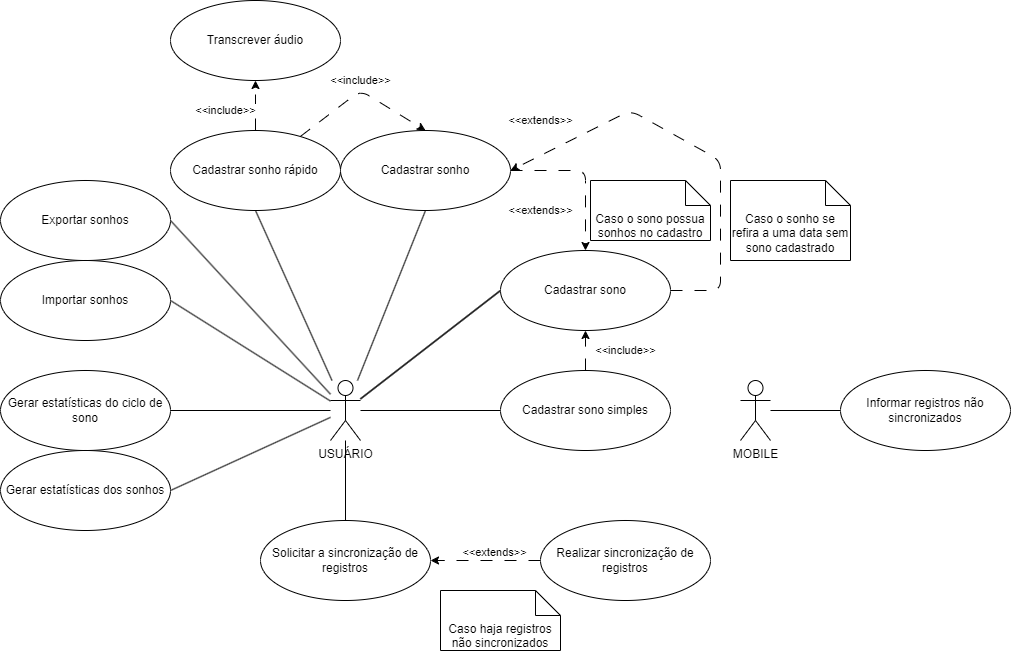 Transcrever áudio
<<include>>
<<include>>
<<extends>>
Cadastrar sonho rápido
Cadastrar sonho
<<extends>>
Caso o sono possua
sonhos no cadastro
Caso o sonho se
refira a uma data sem
sono cadastrado
Exportar sonhos
Importar sonhos
Cadastrar sono
<<include>>
Gerar estatísticas do ciclo de
sono
Cadastrar sono simples
Informar registros não
sincronizados
USUÁRIO
MOBILE
Gerar estatísticas dos sonhos
Solicitar a sincronização de
registros
<<extends>>
Realizar sincronização de
registros
Caso haja registros
não sincronizados